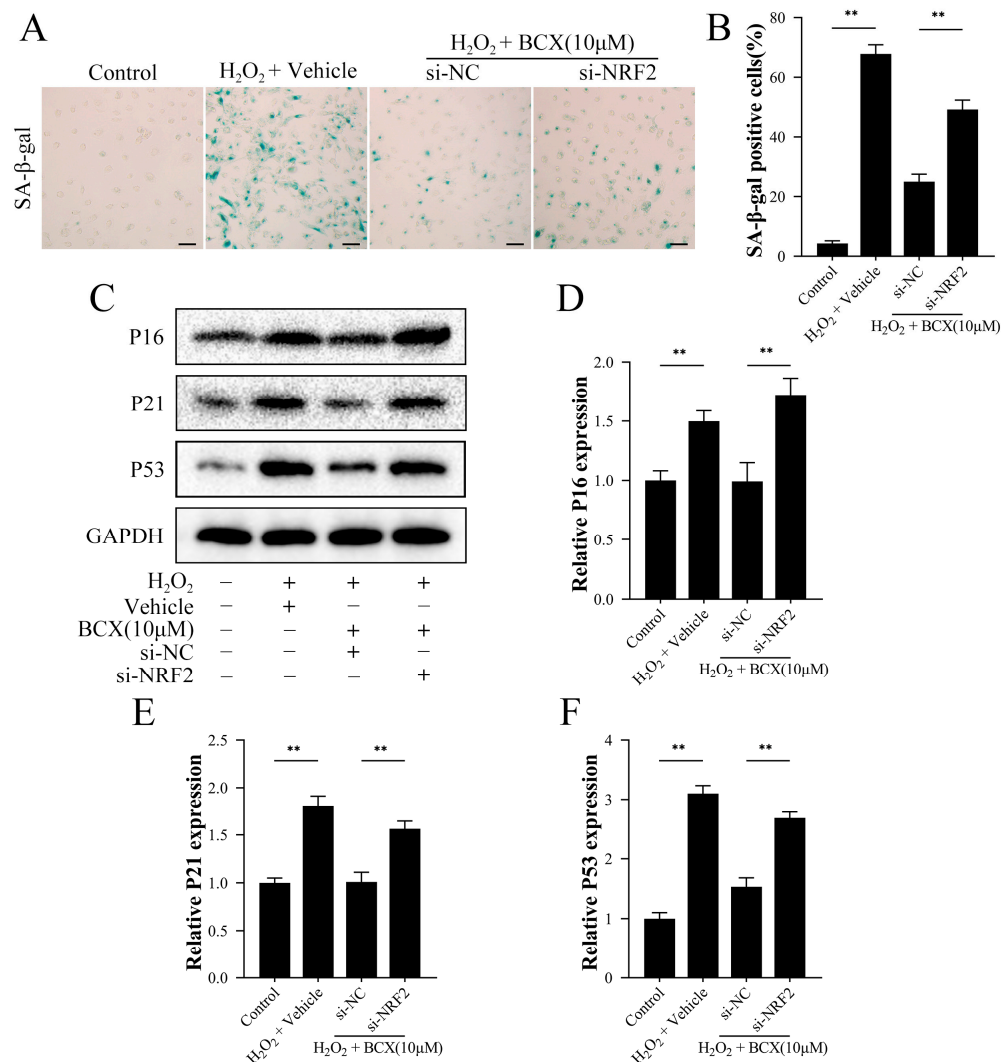 A
H₂O₂ + BCX(10μM)
Control
H₂O₂ + Vehicle
si-NC
si-NRF2
SA-β-gal
B
SA-β-gal positive cells(%)
80
60
40
20
0
**
**
Control
H₂O₂ + Vehicle
si-NC
si-NRF2
H₂O₂ + BCX(10μM)
C
P16
P21
P53
GAPDH
H₂O₂ – + + +
Vehicle – + – –
BCX(10μM) – – + +
si-NC – – + –
si-NRF2 – – – +
D
Relative P16 expression
2.0
1.5
1.0
0.5
0.0
**
**
Control
H₂O₂ + Vehicle
si-NC
si-NRF2
H₂O₂ + BCX(10μM)
E
Relative P21 expression
2.5
2.0
1.5
1.0
0.5
0.0
**
**
Control
H₂O₂ + Vehicle
si-NC
si-NRF2
H₂O₂ + BCX(10μM)
F
Relative P53 expression
4
3
2
1
0
**
**
Control
H₂O₂ + Vehicle
si-NC
si-NRF2
H₂O₂ + BCX(10μM)